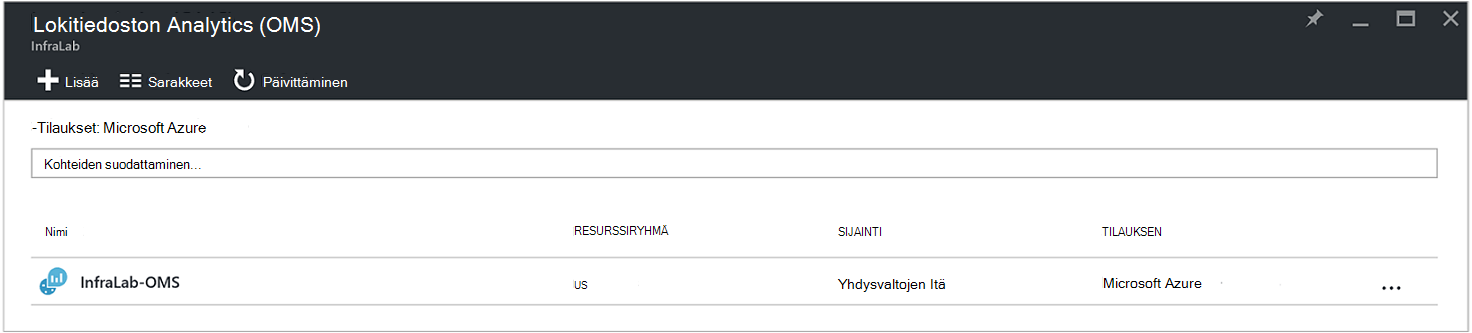 Lokitiedoston Analytics (OMS)
InfraLab
Lisää Sarakkeet Päivittäminen
-Tilaukset: Microsoft Azure
Kohteiden suodattaminen...
Nimi RESURSSIRYHMÄ SIJAINTI TILAUKSEN
InfraLab-OMS US Yhdysvaltojen Itä Microsoft Azure ...